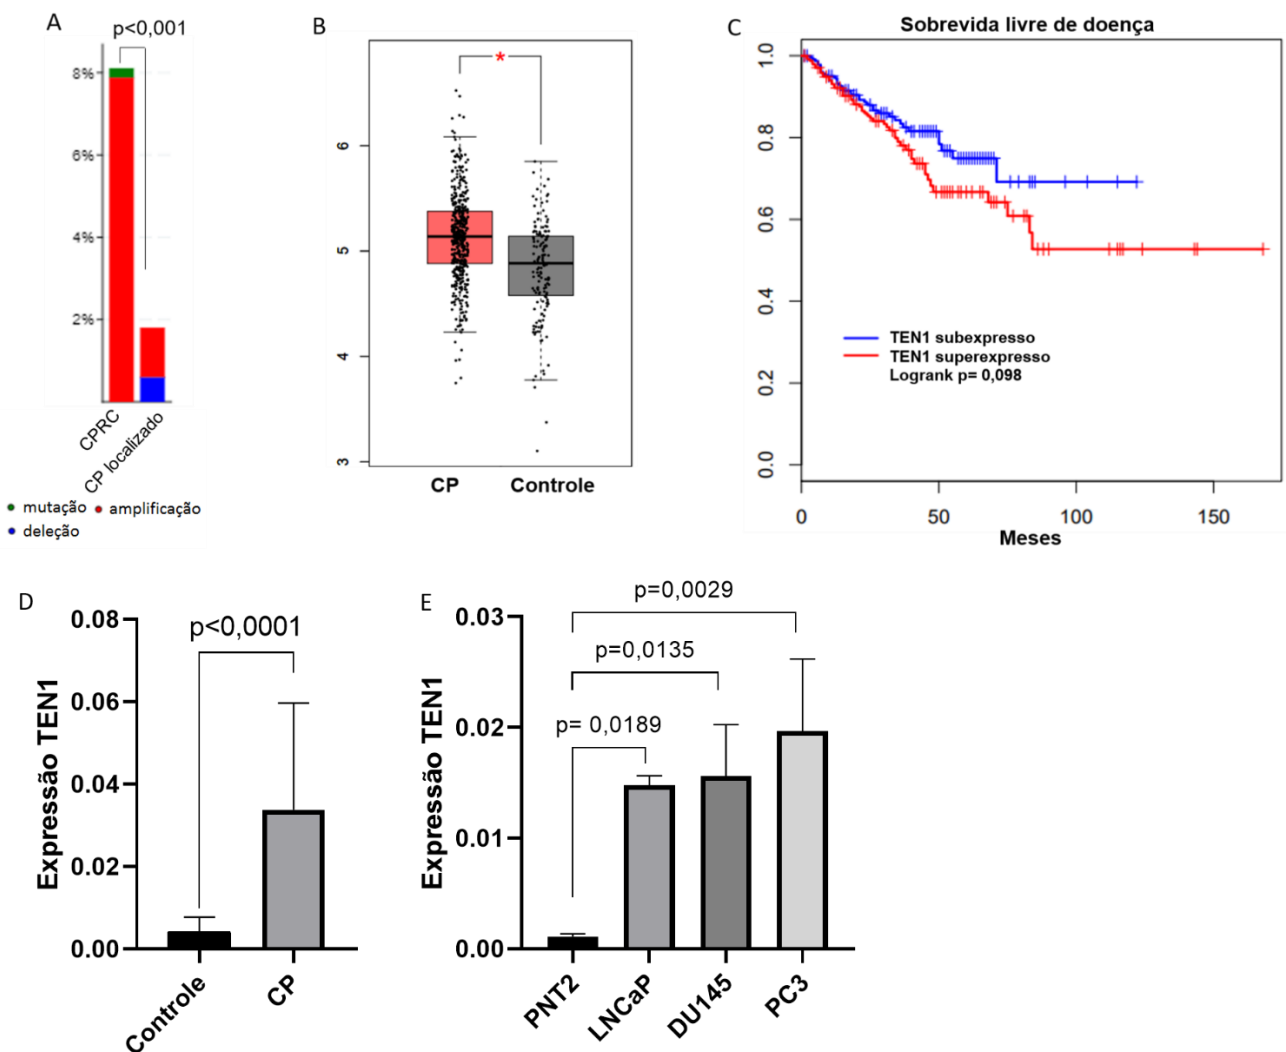 A
p<0,001
8%
6%
4%
2%
CPRC
CP localizado
mutação
amplificação
deleção
B
*
6
5
4
3
CP
Controle
C
Sobrevida livre de doença
1.0
0.8
0.6
0.4
0.2
0.0
TEN1 subexpresso
TEN1 superexpresso
Logrank p= 0,098
0
50
100
150
Meses
D
p<0,0001
Expressão TEN1
0.08
0.06
0.04
0.02
0.00
Controle
CP
E
p=0,0029
p=0,0135
p= 0,0189
Expressão TEN1
0.03
0.02
0.01
0.00
PNT2
LNCaP
DU145
PC3